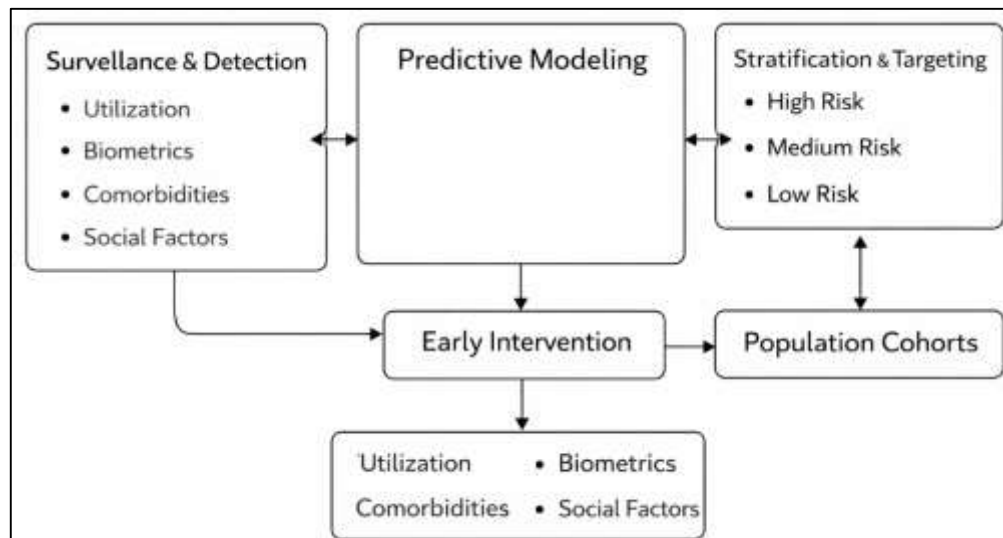 Survellance & Detection
• Utilization
• Biometrics
• Comorbidities
• Social Factors
Predictive Modeling
Stratification & Targeting
• High Risk
• Medium Risk
• Low Risk
Early Intervention
Population Cohorts
Utilization • Biometrics
Comorbidities • Social Factors